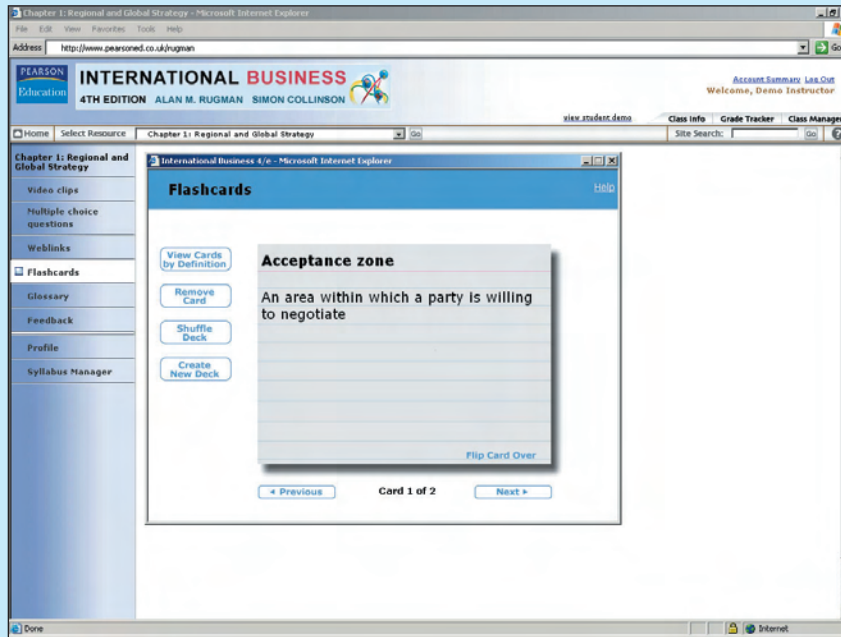 Chapter 1: Regional and Global Strategy - Microsoft Internet Explorer
File Edit View Favorites Tools Help
Address http://www.pearsoned.co.uk/rugman Go
PEARSON
Education
INTERNATIONAL BUSINESS
4TH EDITION ALAN M. RUGMAN SIMON COLLINSON
Account Summary Log Out
Welcome, Demo Instructor
view student demo Class Info Grade Tracker Class Manage
Home Select Resource Chapter 1: Regional and Global Strategy Go Site Search: Go
Chapter 1: Regional and
Global Strategy
Video clips
Multiple choice
questions
Weblinks
Flashcards
Glossary
Feedback
Profile
Syllabus Manager
International Business 4/e - Microsoft Internet Explorer
Flashcards Help
View Cards
by Definition
Remove
Card
Shuffle
Deck
Create
New Deck
Acceptance zone
An area within which a party is willing
to negotiate
Flip Card Over
Previous Card 1 of 2 Next
Done Internet